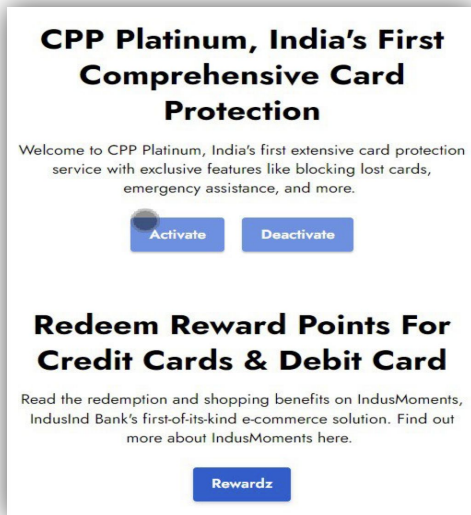 CPP Platinum, India's First
Comprehensive Card
Protection
Welcome to CPP Platinum, India's first extensive card protection
service with exclusive features like blocking lost cards,
emergency assistance, and more.
Activate Deactivate
Redeem Reward Points For
Credit Cards & Debit Card
Read the redemption and shopping benefits on IndusMoments,
IndusInd Bank's first-of-its-kind e-commerce solution. Find out
more about IndusMoments here.
Rewardz